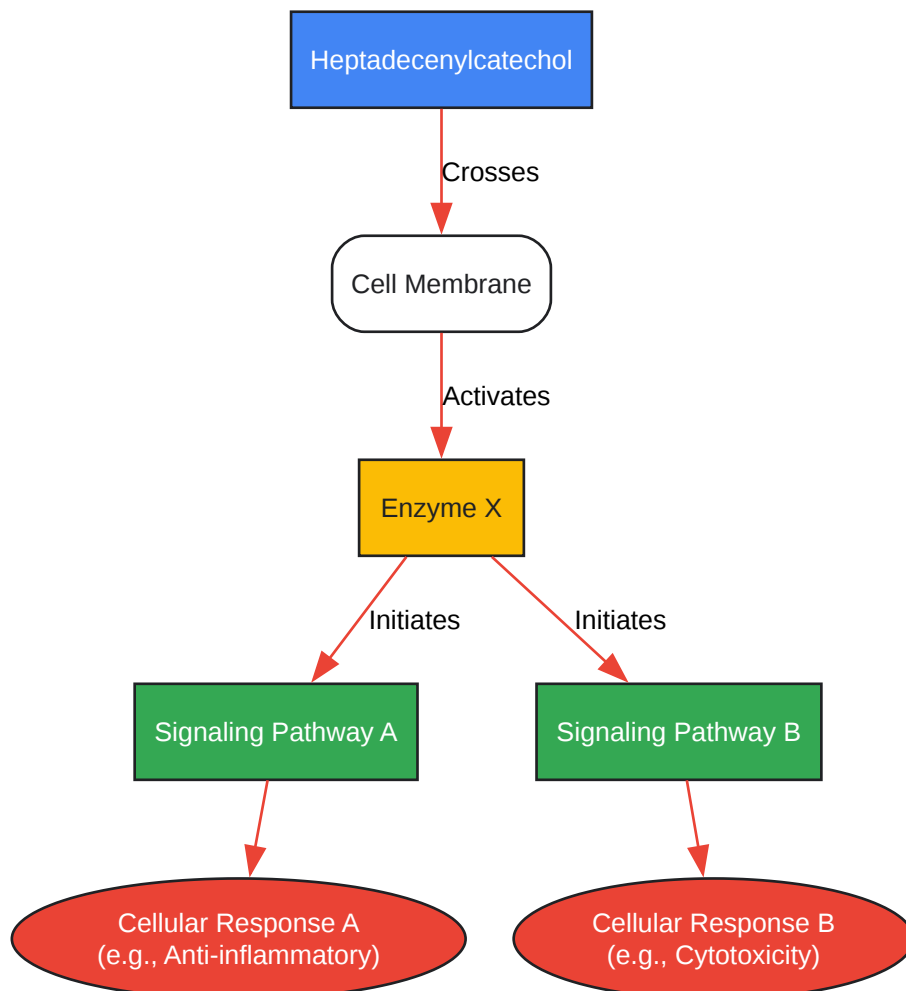 Heptadecenylcatechol
Crosses
Cell Membrane
Activates
Enzyme X
Initiates
Initiates
Signaling Pathway A
Signaling Pathway B
Cellular Response A
(e.g., Anti-inflammatory)
Cellular Response B
(e.g., Cytotoxicity)